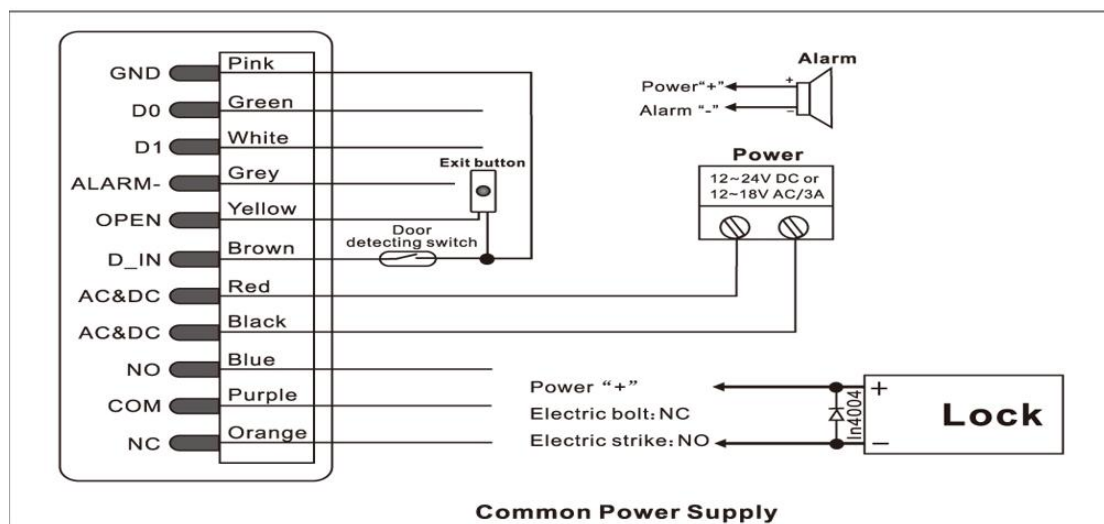 GND Pink
D0 Green
D1 White
ALARM- Grey
OPEN Yellow
D_IN Brown
AC&DC Red
AC&DC Black
NO Blue
COM Purple
NC Orange
Exit button
Door
detecting switch
Alarm
Power“+”
+
Alarm “-”
−
Power
12~24V DC or
12~18V AC/3A
Power “+”
Electric bolt: NC
Electric strike: NO
In4004
+
Lock
−
Common Power Supply